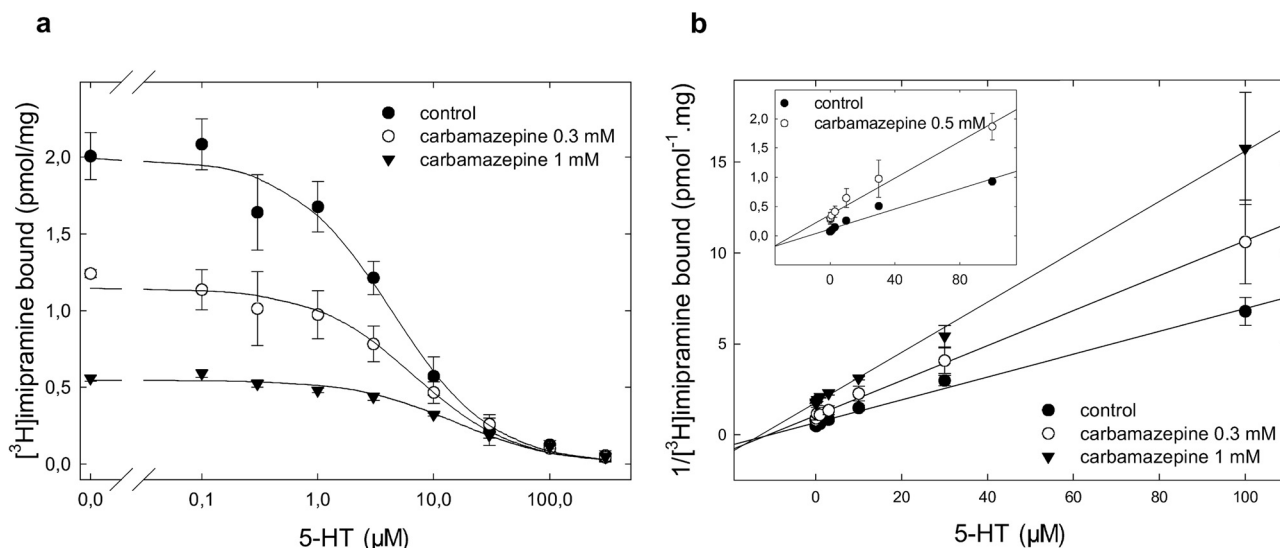 a
[³H]imipramine bound (pmol/mg)
2,0
1,5
1,0
0,5
0,0
control
carbamazepine 0.3 mM
carbamazepine 1 mM
0,0 0,1 1,0 10,0 100,0
5-HT (µM)
b
1/[³H]imipramine bound (pmol⁻¹.mg)
15
10
5
0
2,0
1,5
1,0
0,5
0,0
control
carbamazepine 0.5 mM
0 40 80
control
carbamazepine 0.3 mM
carbamazepine 1 mM
0 20 40 60 80 100
5-HT (µM)